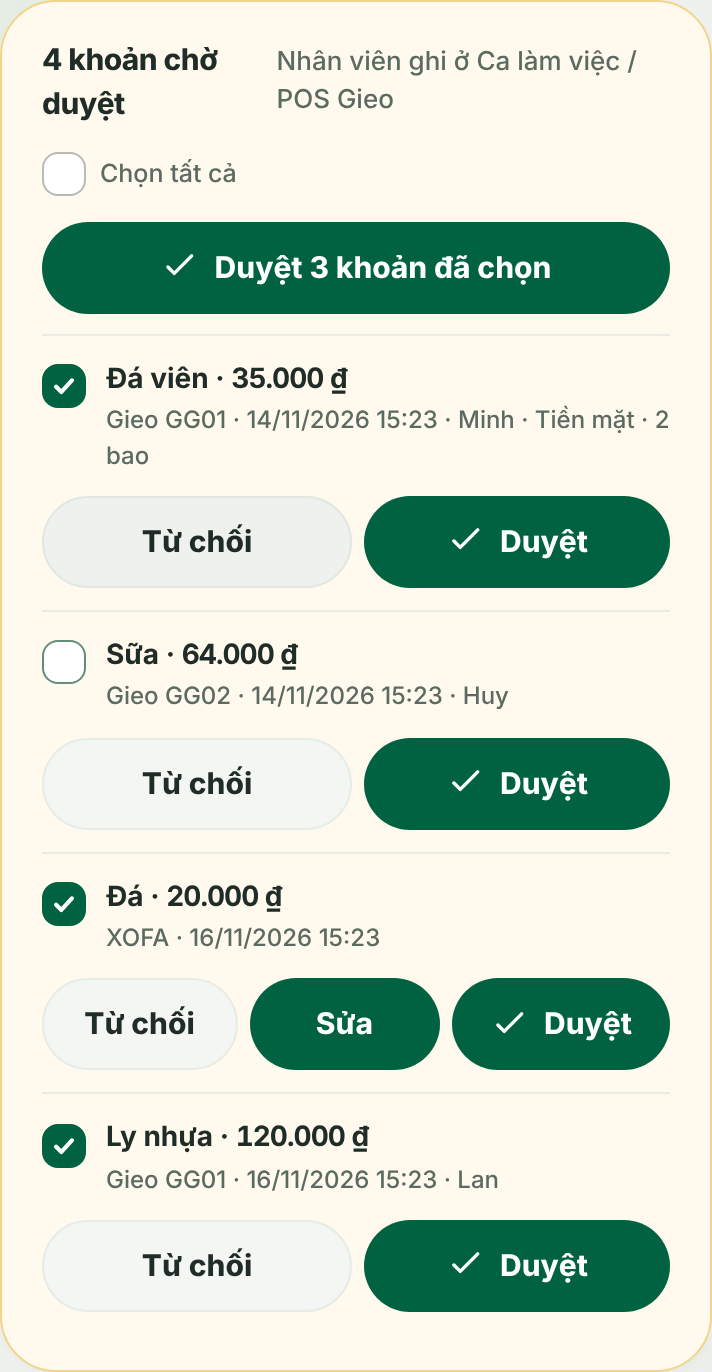 4 khoản chờ
duyệt
Nhân viên ghi ở Ca làm việc /
POS Gieo
Chọn tất cả
Duyệt 3 khoản đã chọn
Đá viên · 35.000 ₫
Gieo GG01 · 14/11/2026 15:23 · Minh · Tiền mặt · 2
bao
Từ chối
Duyệt
Sữa · 64.000 ₫
Gieo GG02 · 14/11/2026 15:23 · Huy
Từ chối
Duyệt
Đá · 20.000 ₫
XOFA · 16/11/2026 15:23
Từ chối
Sửa
Duyệt
Ly nhựa · 120.000 ₫
Gieo GG01 · 16/11/2026 15:23 · Lan
Từ chối
Duyệt